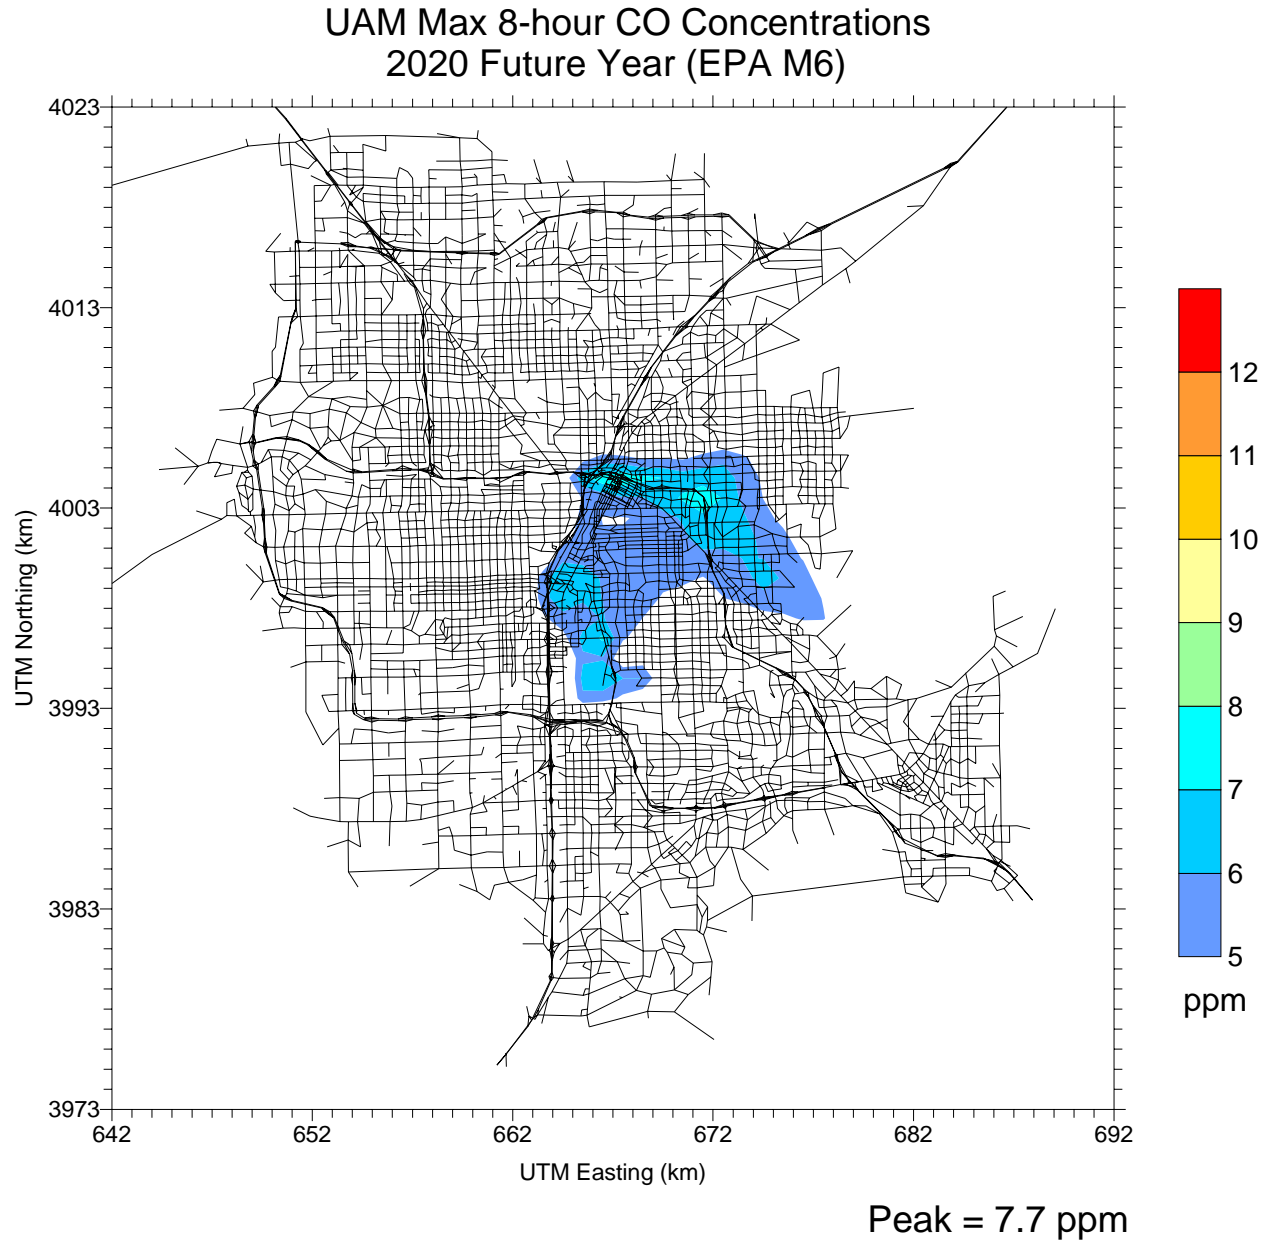 UAM Max 8-hour CO Concentrations
2020 Future Year (EPA M6)
4023
4013
4003
3993
3983
3973
UTM Northing (km)
642 652 662 672 682 692
UTM Easting (km)
12
11
10
9
8
7
6
5
ppm
Peak = 7.7 ppm